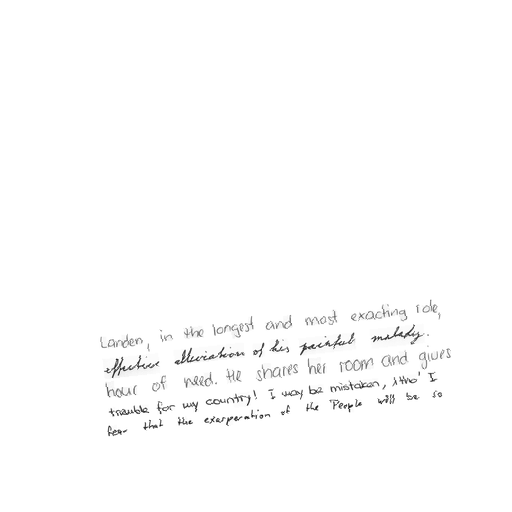 Landen, in the longest and most exacting role,
effective alleviation of his painful malady.
hour of need. He shares her room and gives
tremble for my country! I may be mistaken, altho' I
fear that the exasperation of the People will be so